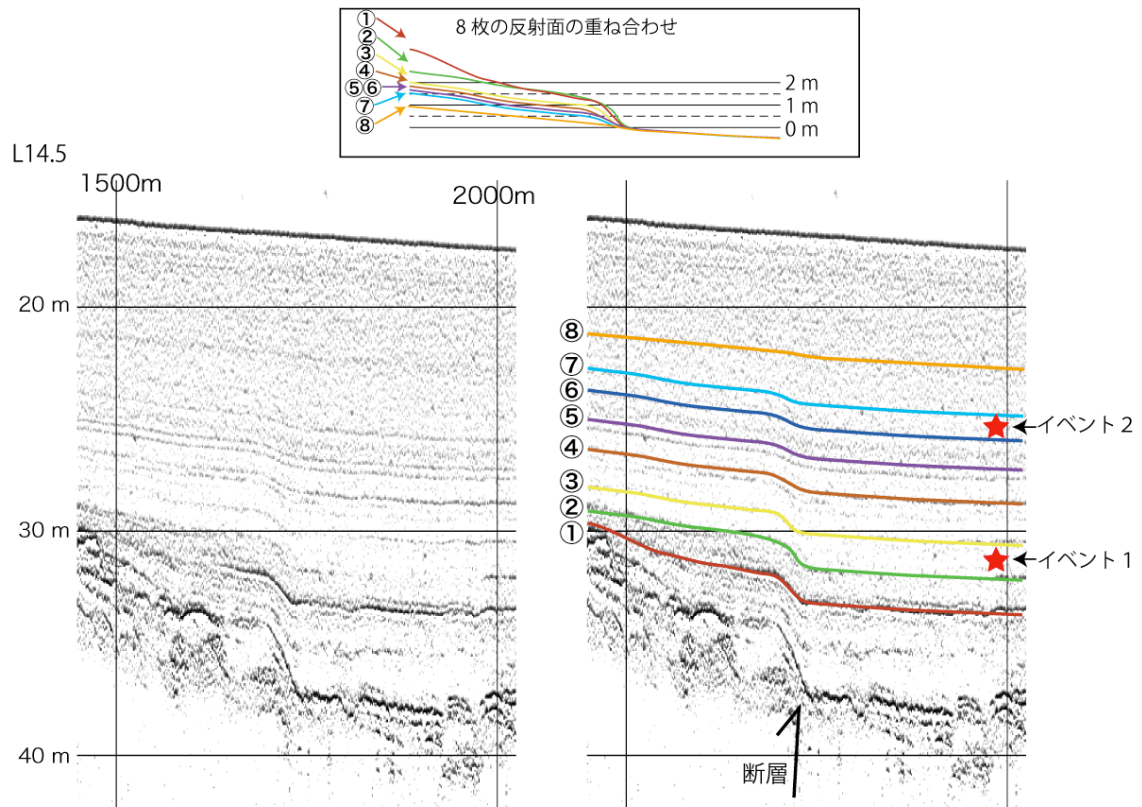 8枚の反射面の重ね合わせ
①
②
③
④
⑤⑥
⑦
⑧
2 m
1 m
0 m
L14.5
1500m
2000m
20 m
30 m
40 m
⑧
⑦
⑥
⑤
④
③
②
①
イベント2
イベント1
断層